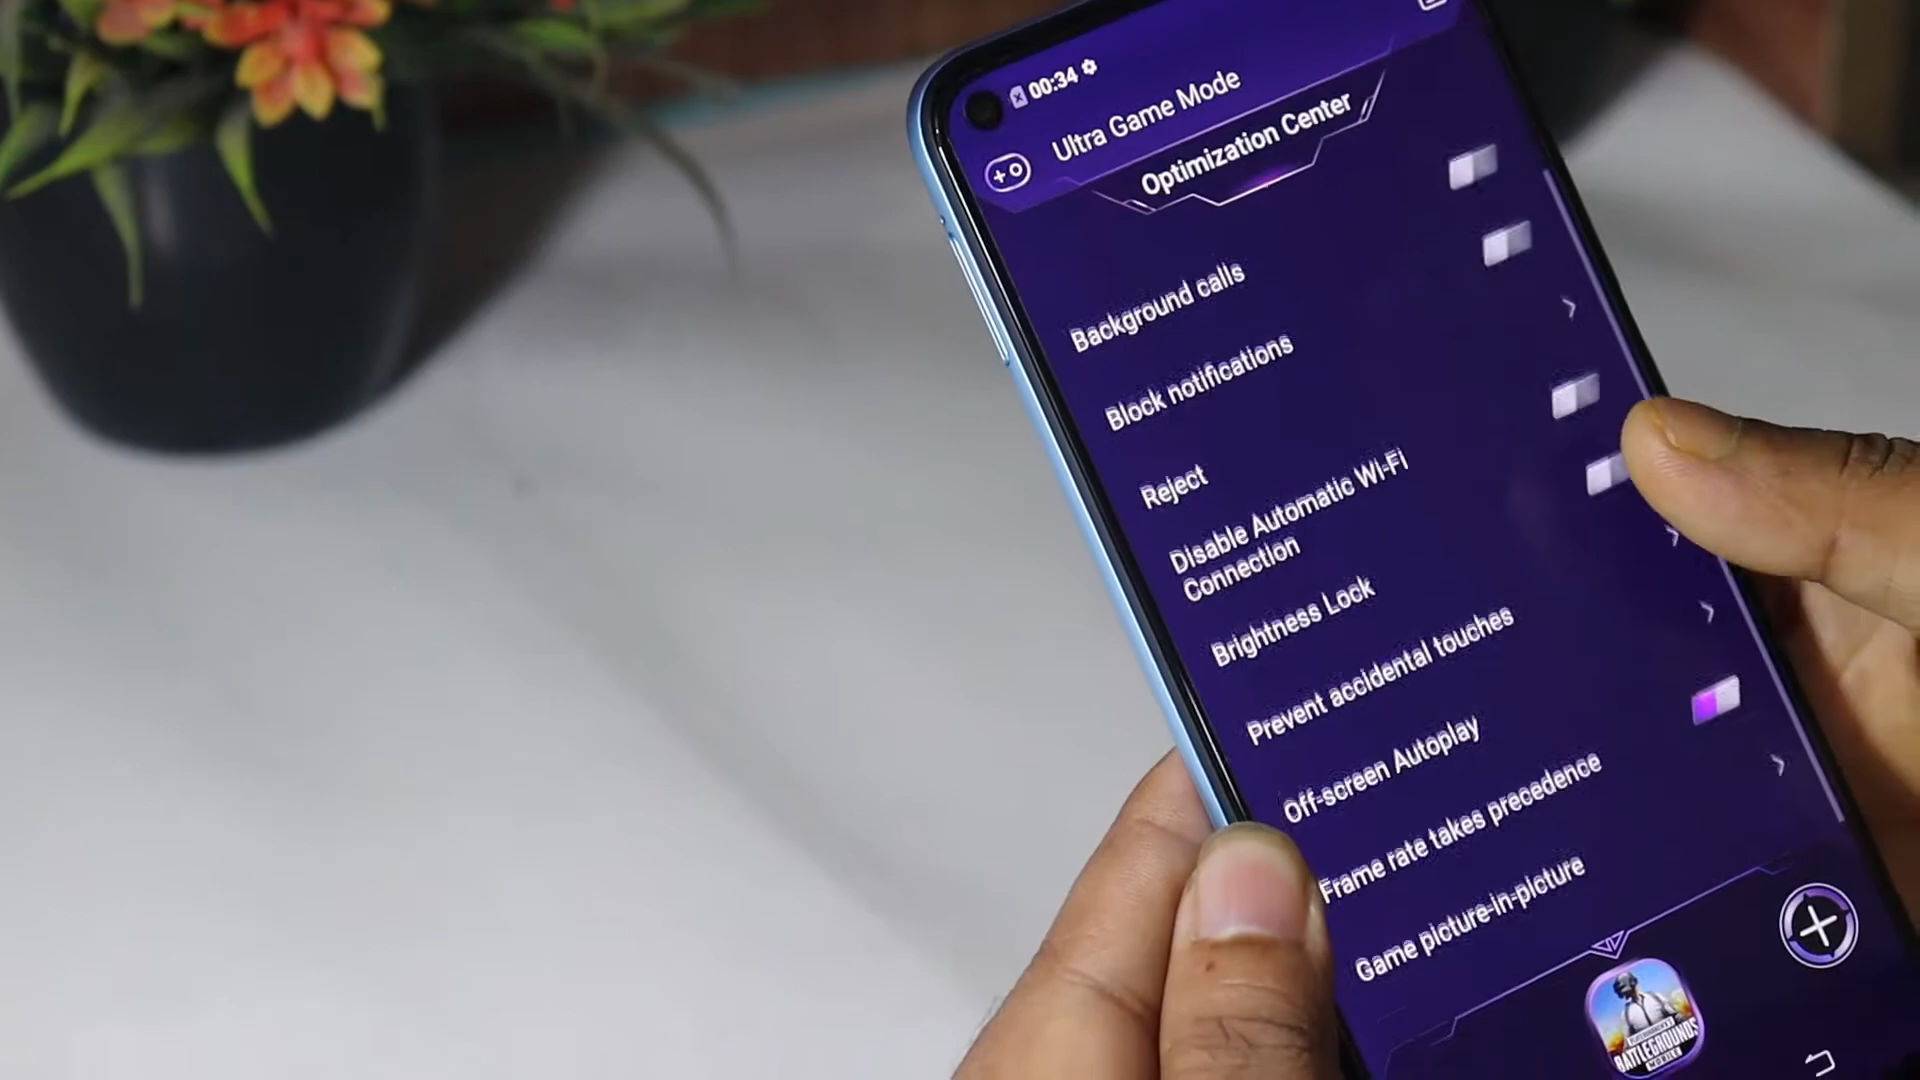 00:34
Ultra Game Mode
Optimization Center
Background calls
Block notifications
Reject
Disable Automatic Wi-Fi
Connection
Brightness Lock
Prevent accidental touches
Off-screen Autoplay
Frame rate takes precedence
Game picture-in-picture
BATTLEGROUNDS
MOBILE